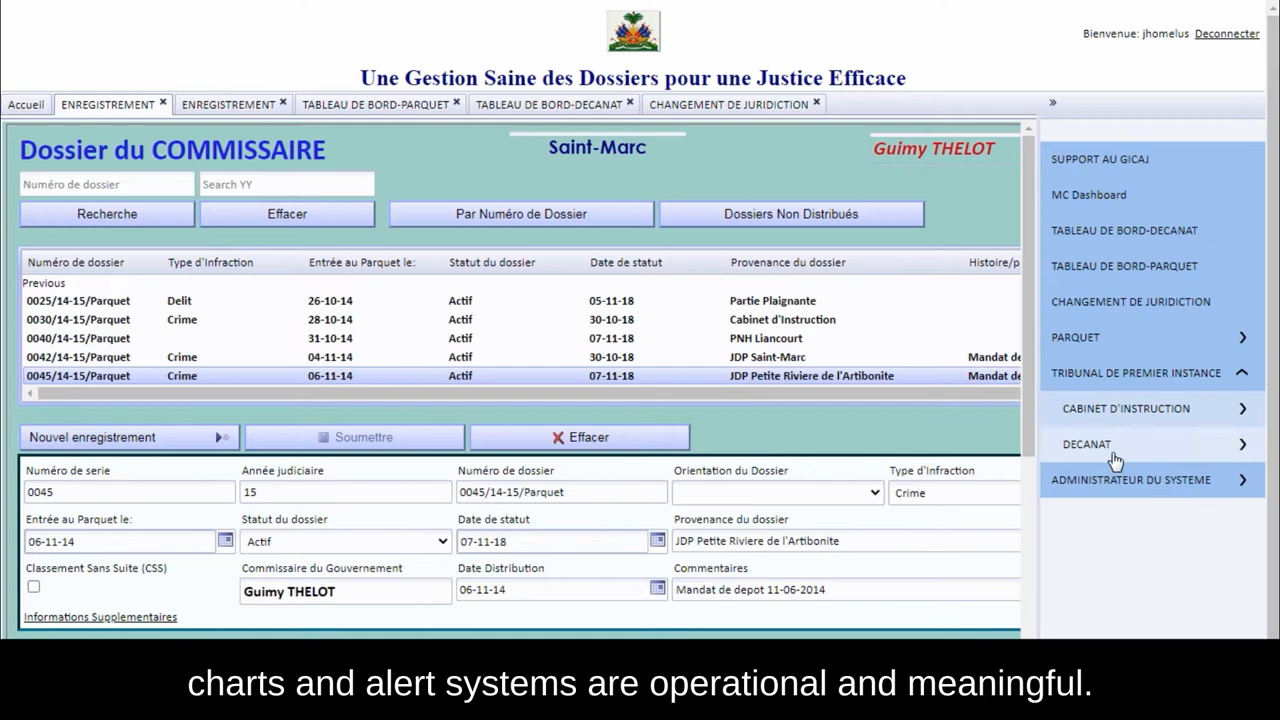 Bienvenue: jhomelus Deconnecter
Une Gestion Saine des Dossiers pour une Justice Efficace
Accueil ENREGISTREMENT ENREGISTREMENT TABLEAU DE BORD-PARQUET TABLEAU DE BORD-DECANAT CHANGEMENT DE JURIDICTION »
Dossier du COMMISSAIRE Saint-Marc Guimy THELOT
Numéro de dossier Search YY
Recherche Effacer Par Numéro de Dossier Dossiers Non Distribués
Numéro de dossier Type d'Infraction Entrée au Parquet le: Statut du dossier Date de statut Provenance du dossier Histoire/p
Previous
0025/14-15/Parquet Delit 26-10-14 Actif 05-11-18 Partie Plaignante
0030/14-15/Parquet Crime 28-10-14 Actif 30-10-18 Cabinet d'Instruction
0040/14-15/Parquet 31-10-14 Actif 07-11-18 PNH Liancourt
0042/14-15/Parquet Crime 04-11-14 Actif 30-10-18 JDP Saint-Marc Mandat de
0045/14-15/Parquet Crime 06-11-14 Actif 07-11-18 JDP Petite Riviere de l'Artibonite Mandat de
Nouvel enregistrement Soumettre Effacer
Numéro de serie Année judiciaire Numéro de dossier Orientation du Dossier Type d'Infraction
0045 15 0045/14-15/Parquet Crime
Entrée au Parquet le: Statut du dossier Date de statut Provenance du dossier
06-11-14 Actif 07-11-18 JDP Petite Riviere de l'Artibonite
Classement Sans Suite (CSS) Commissaire du Gouvernement Date Distribution Commentaires
Guimy THELOT 06-11-14 Mandat de depot 11-06-2014
Informations Supplementaires
SUPPORT AU GICAJ
MC Dashboard
TABLEAU DE BORD-DECANAT
TABLEAU DE BORD-PARQUET
CHANGEMENT DE JURIDICTION
PARQUET
TRIBUNAL DE PREMIER INSTANCE
CABINET D'INSTRUCTION
DECANAT
ADMINISTRATEUR DU SYSTEME
charts and alert systems are operational and meaningful.